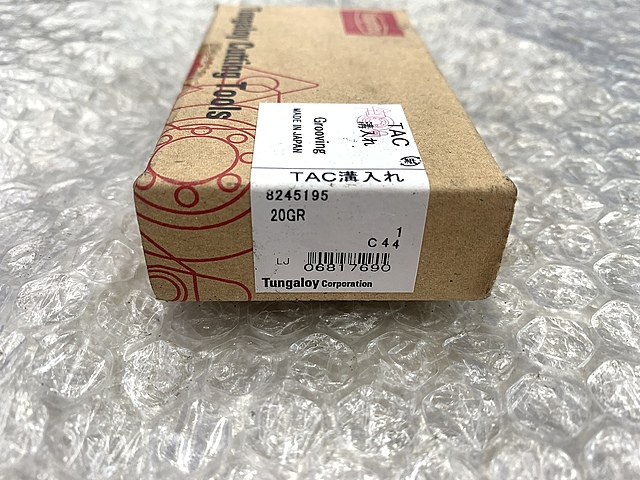 Tungaloy Cutting Tools
TAC
溝入れ
Grooving
MADE IN JAPAN
TAC溝入れ
8245195
20GR
1
C44
LJ
06817690
Tungaloy Corporation